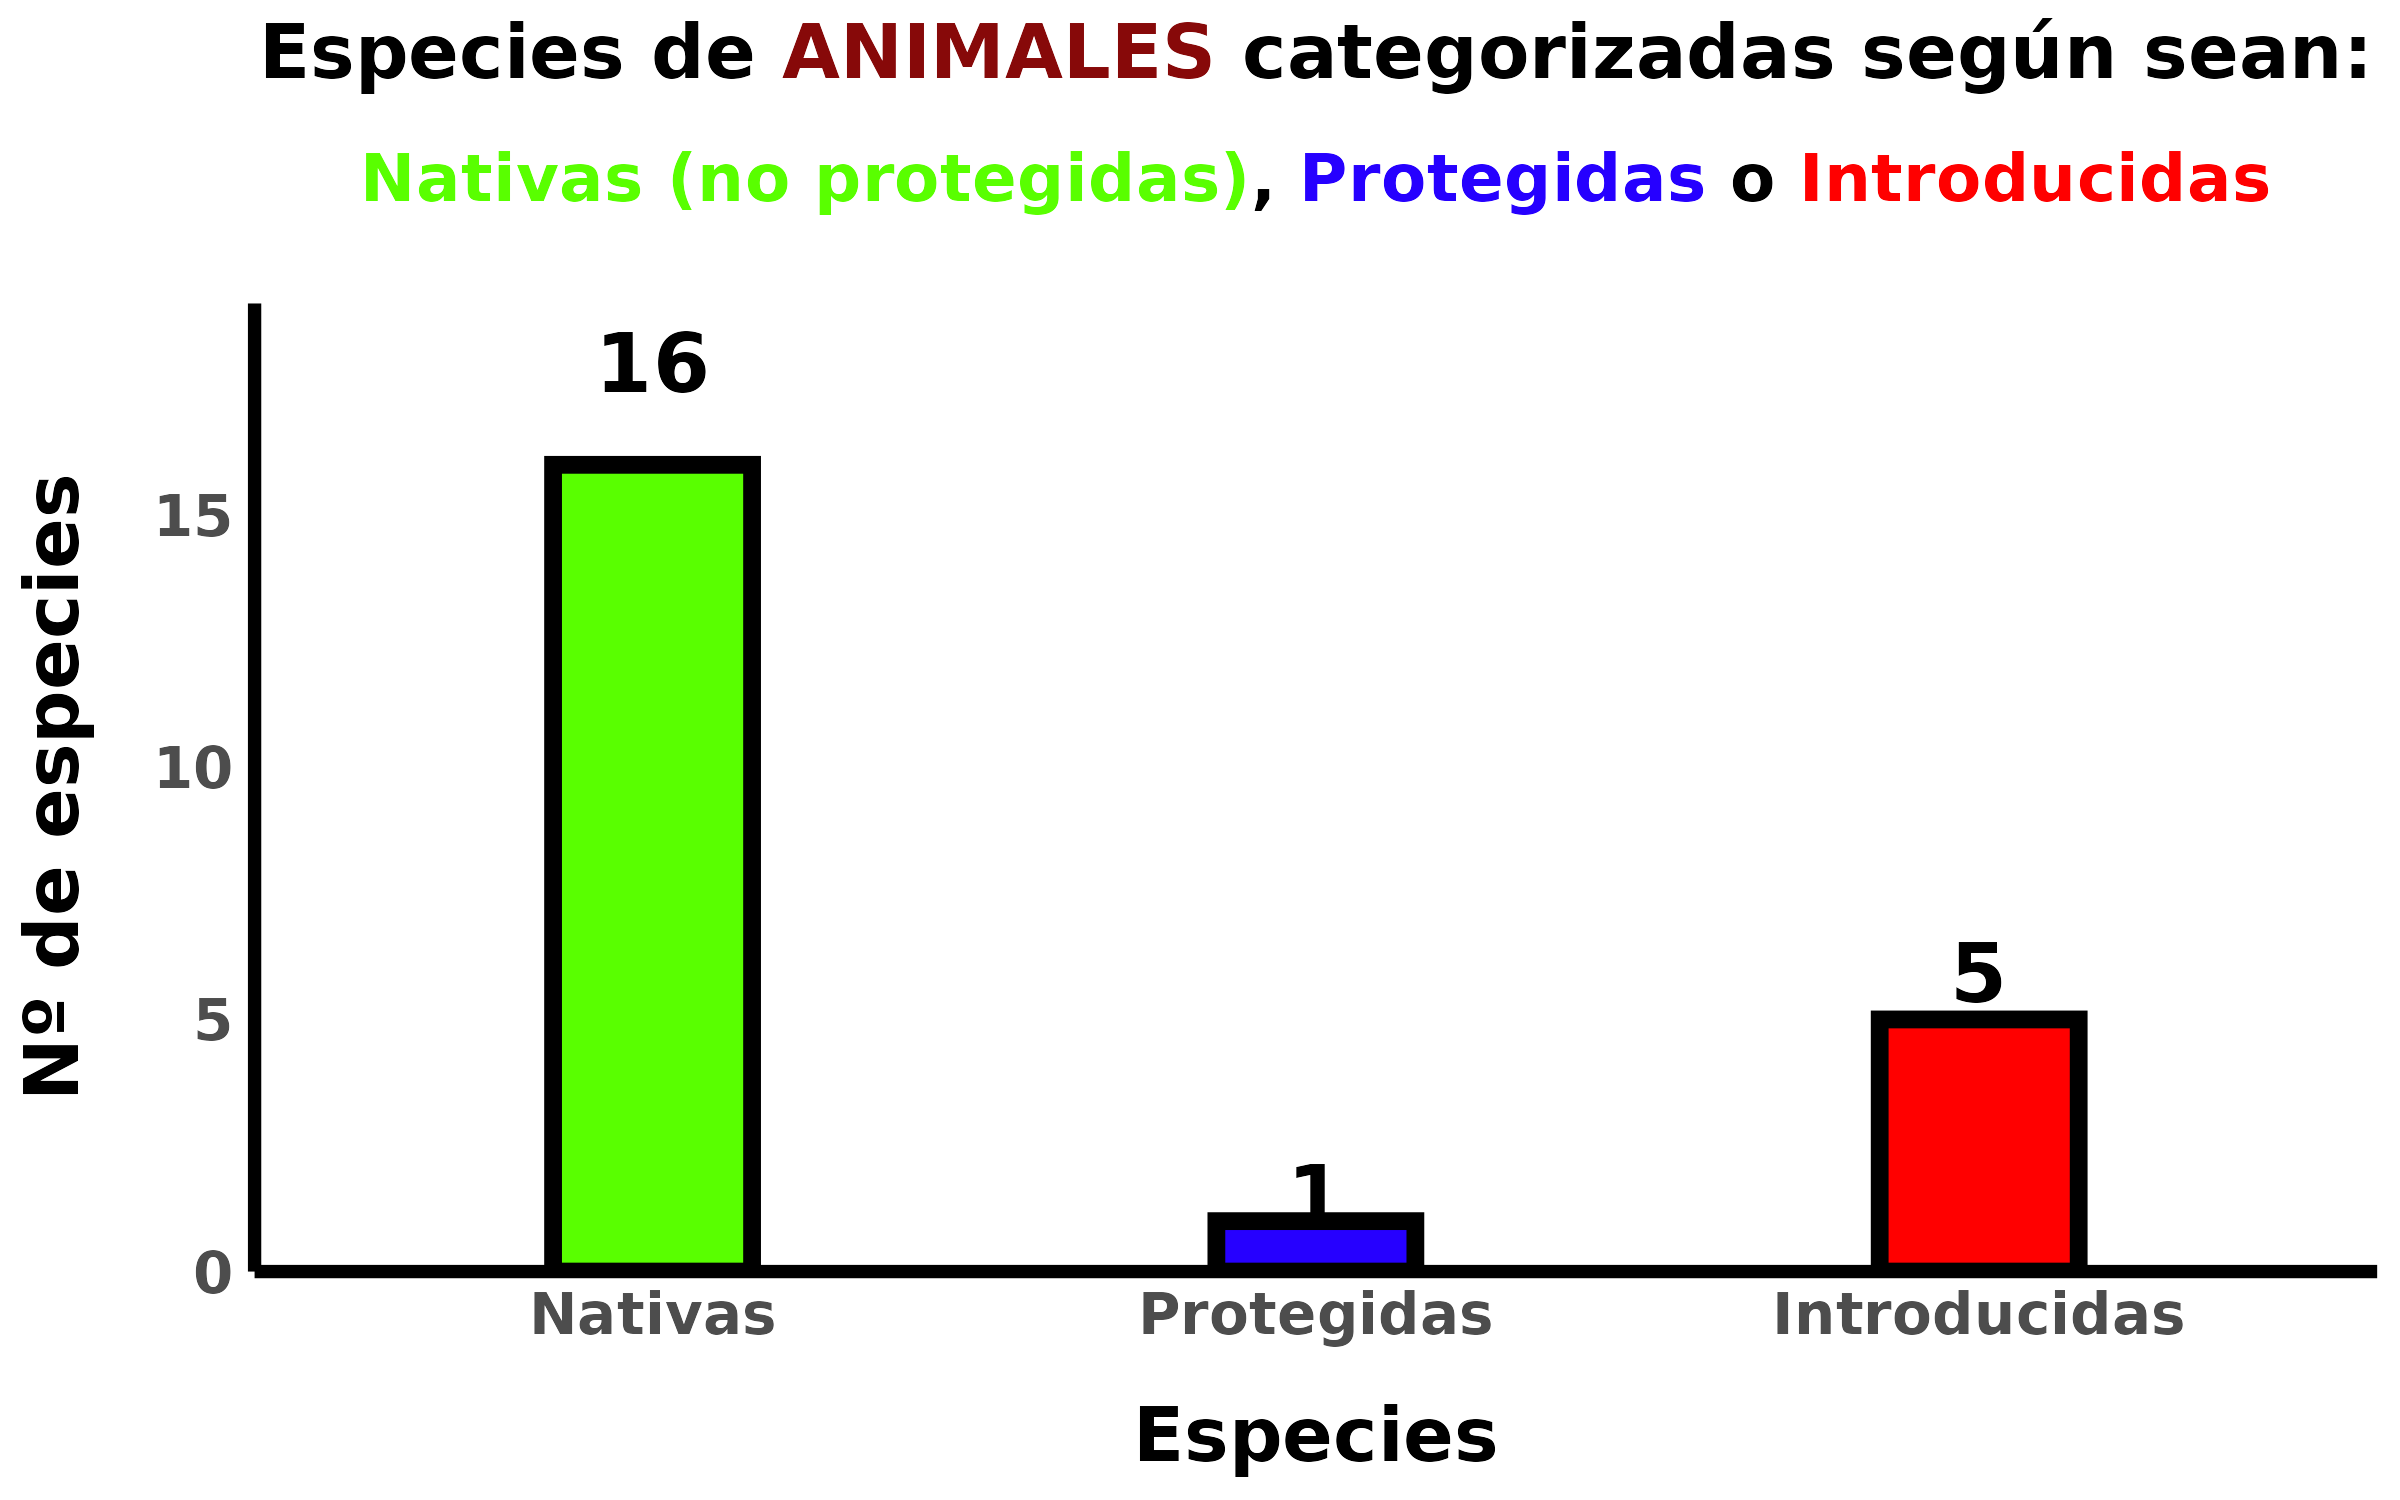 Especies de ANIMALES categorizadas según sean:
Nativas (no protegidas), Protegidas o Introducidas
Nº de especies
15
10
5
0
16
1
5
Nativas
Protegidas
Introducidas
Especies